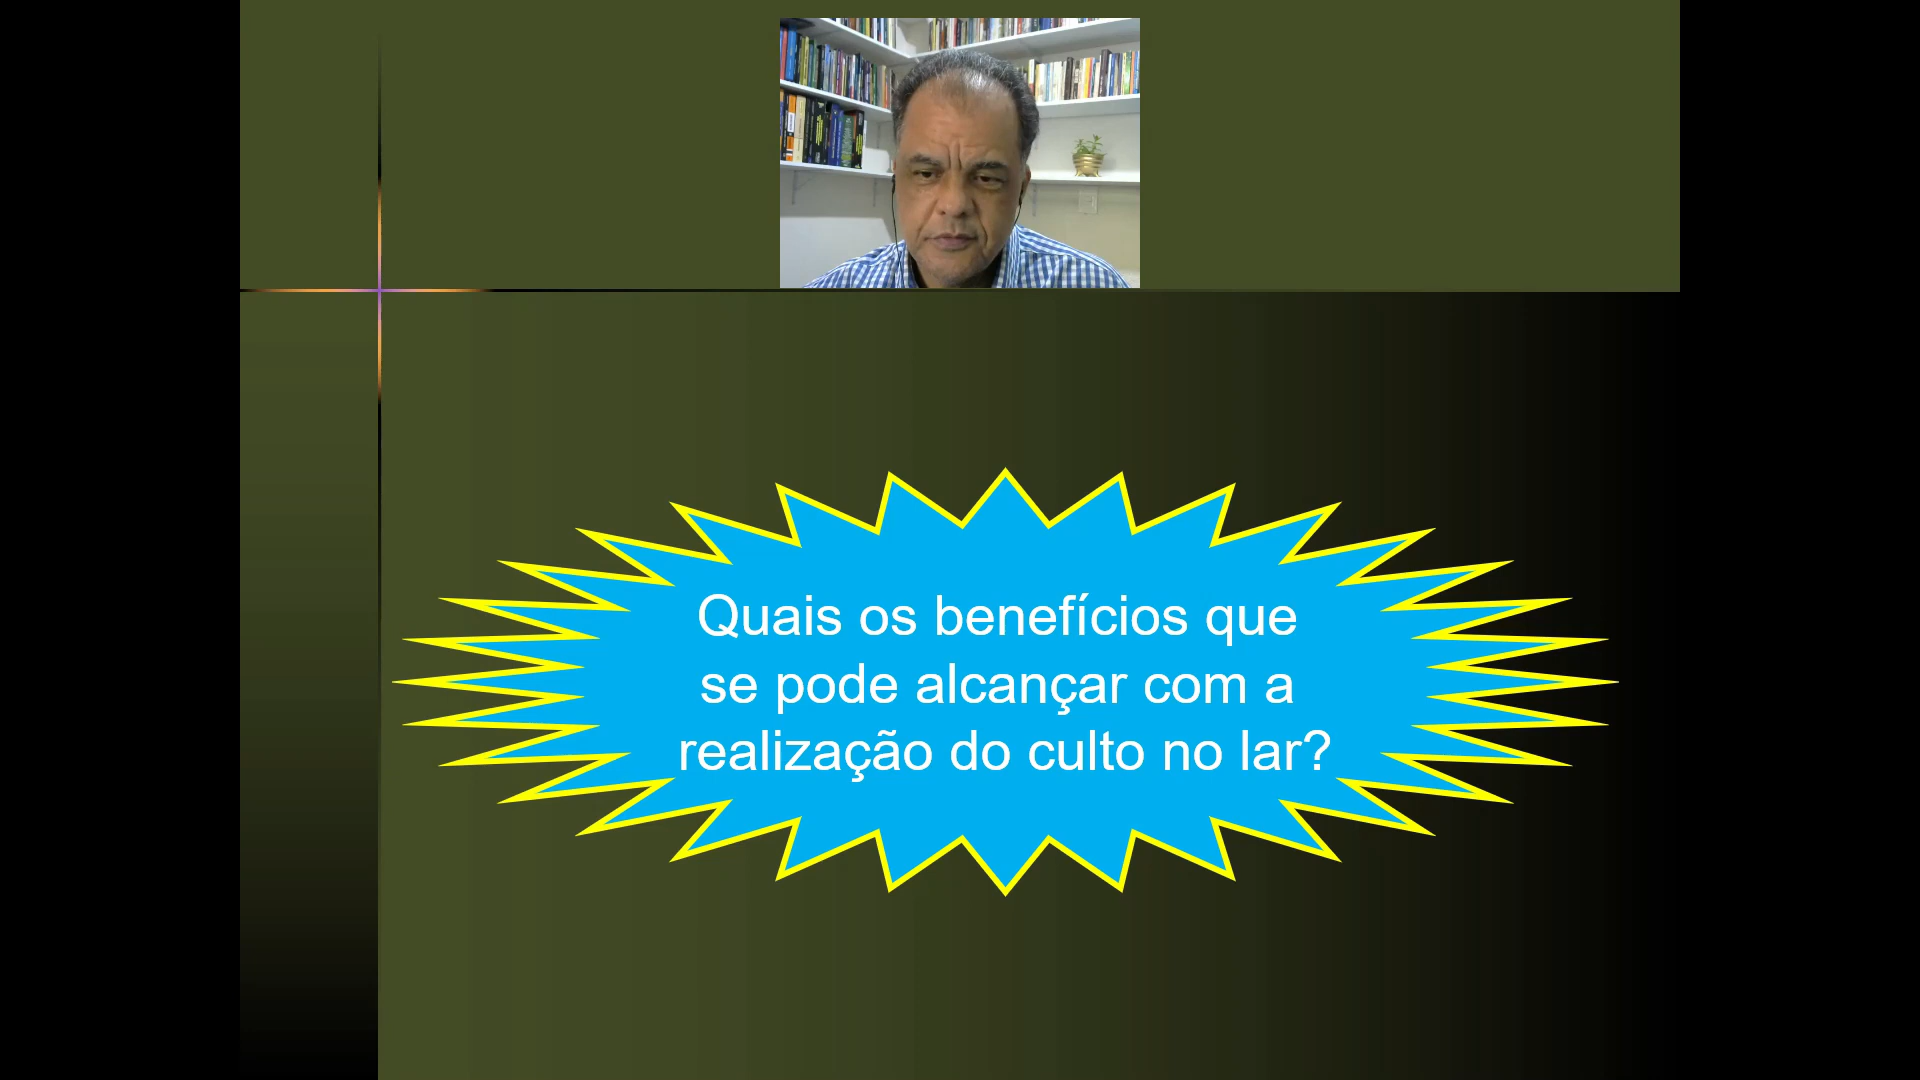 Quais os benefícios que
se pode alcançar com a
realização do culto no lar?